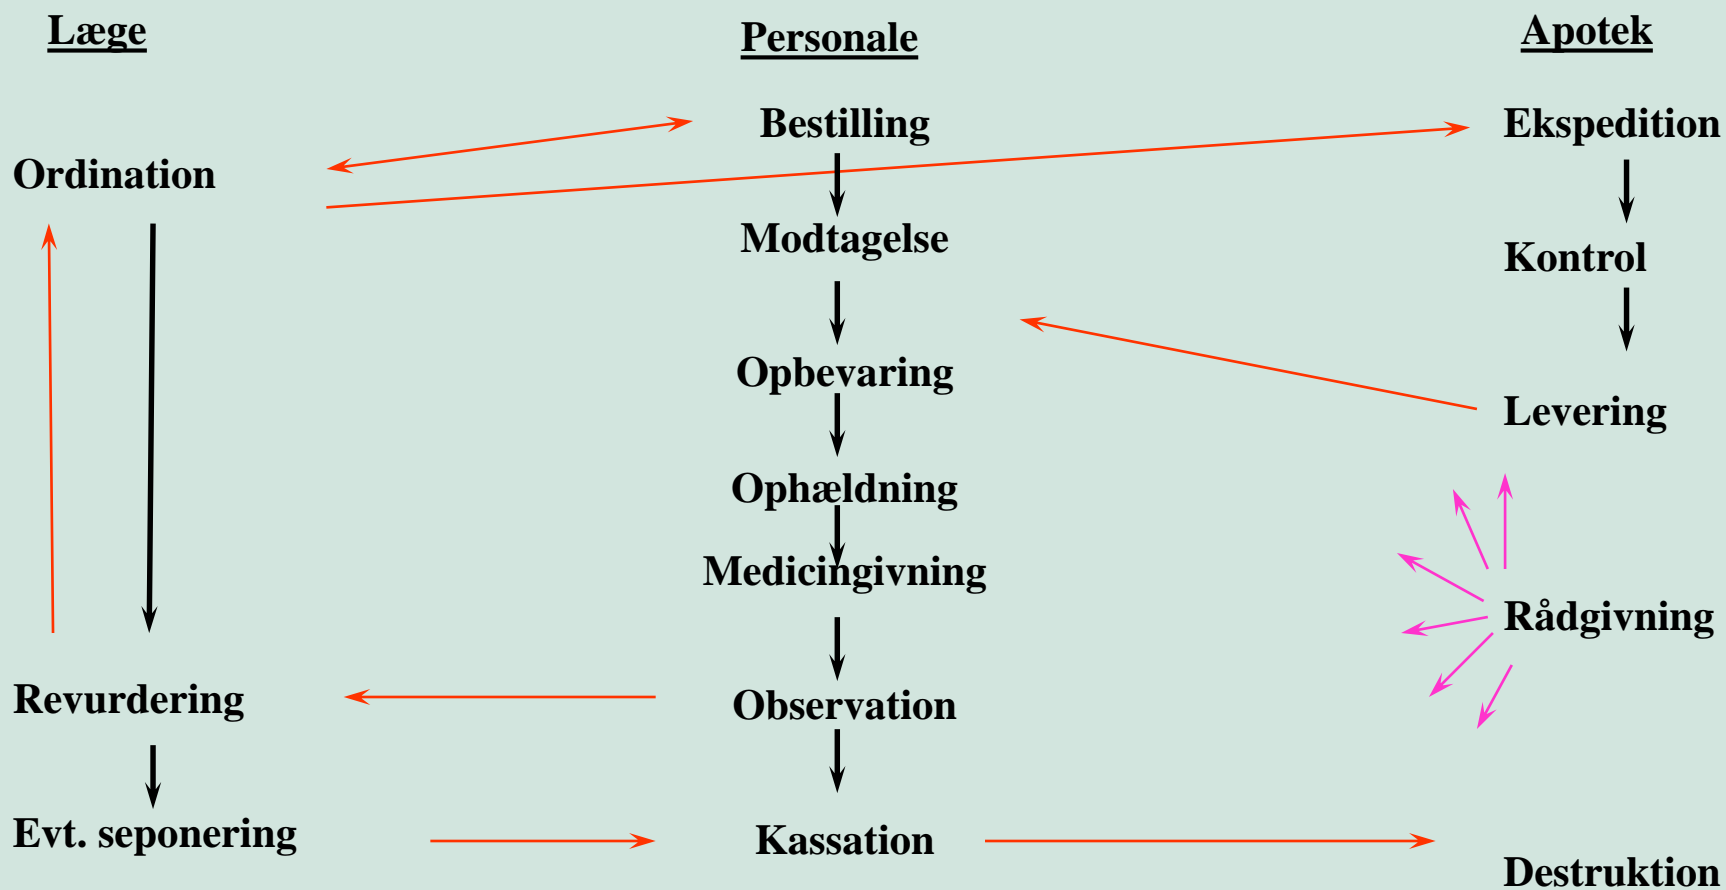 Læge
Personale
Apotek
Bestilling
Ekspedition
Ordination
Modtagelse
Kontrol
Opbevaring
Levering
Ophældning
Medicingivning
Rådgivning
Revurdering
Observation
Evt. seponering
Kassation
Destruktion